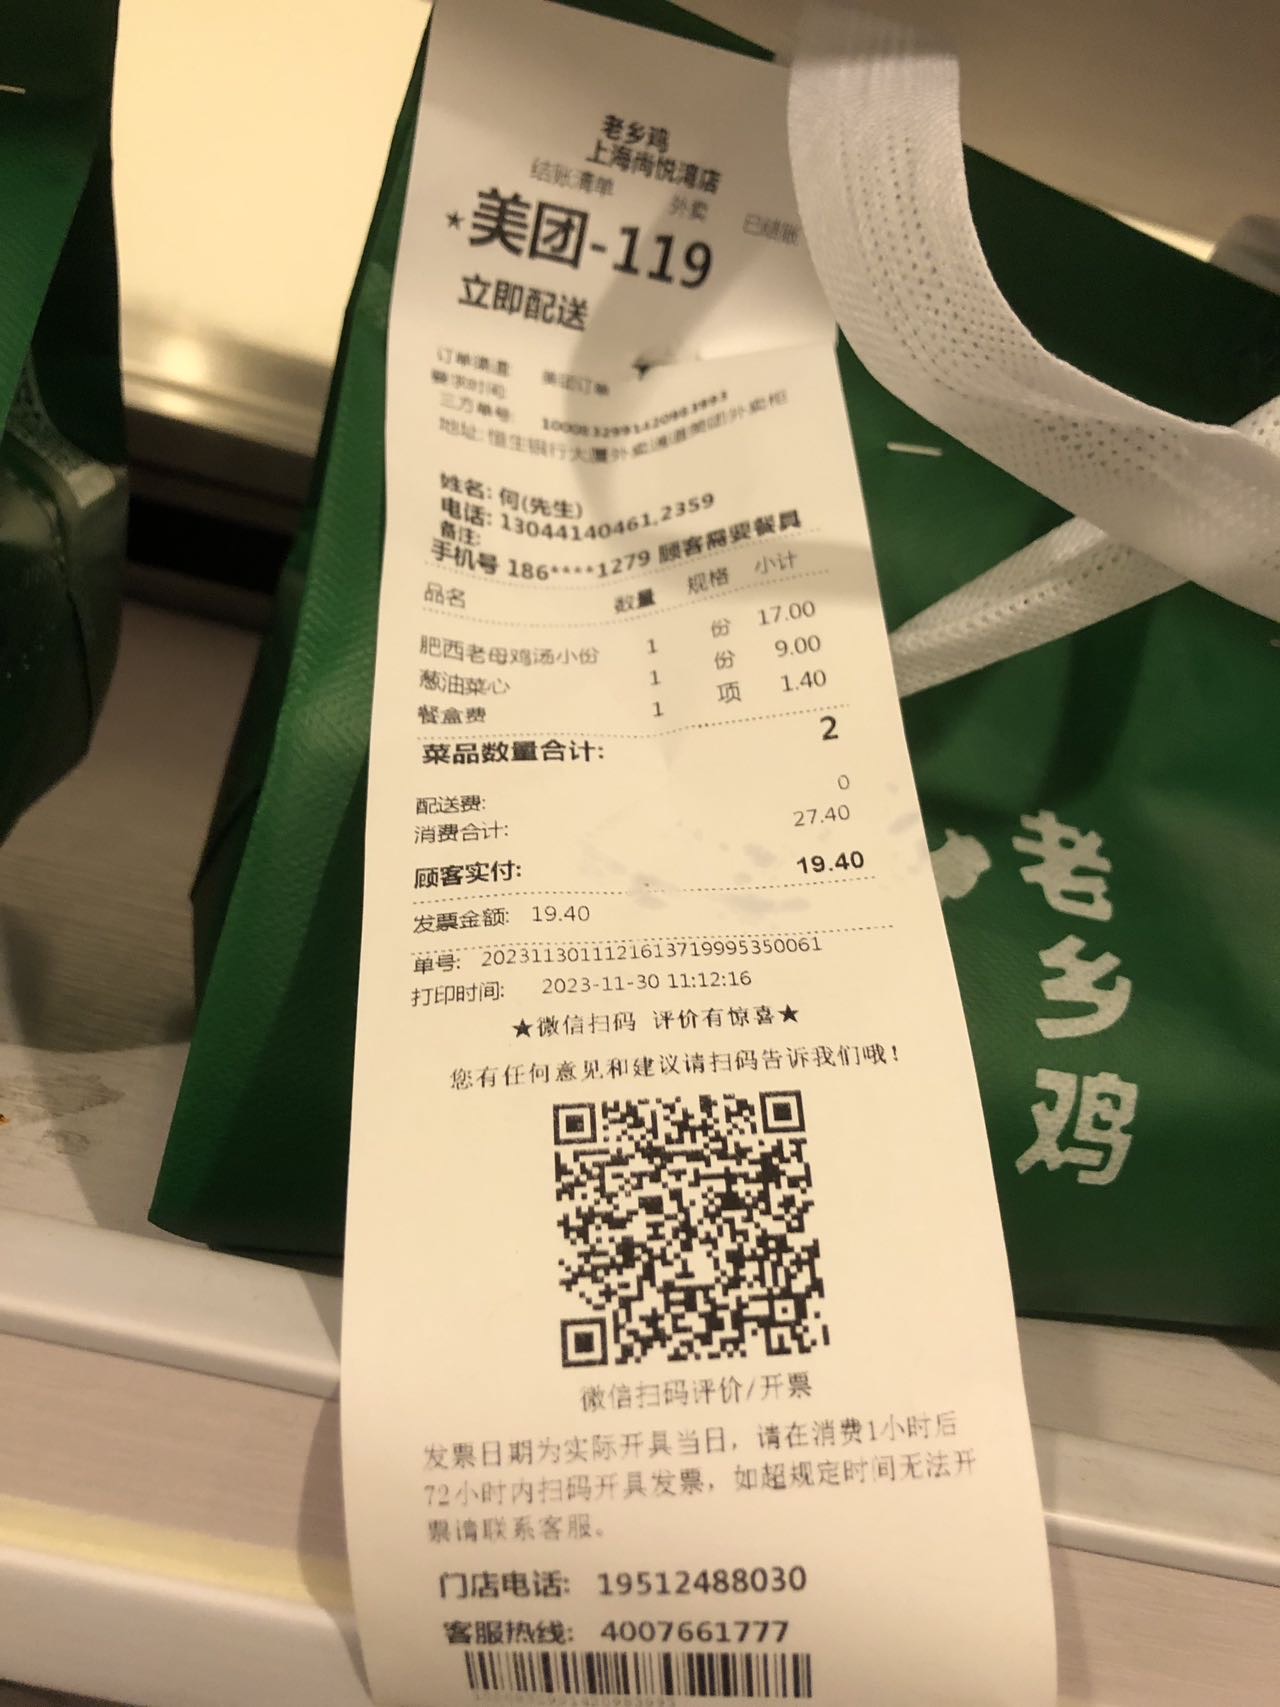 老乡鸡
上海尚悦湾店
结账清单 外卖 已结账
★美团-119
立即配送
订单渠道: 美团订单
要求时间:
三方单号:
地址: 恒生银行大厦外卖通道美团外卖柜
姓名: 何(先生)
电话: 13044140461,2359
备注:
手机号 186****1279 顾客需要餐具
品名 数量 规格 小计
肥西老母鸡汤小份 1 份 17.00
葱油菜心 1 份 9.00
餐盒费 1 项 1.40
菜品数量合计: 2
配送费: 0
消费合计: 27.40
顾客实付: 19.40
发票金额: 19.40
单号: 2023113011121613719995350061
打印时间: 2023-11-30 11:12:16
★微信扫码 评价有惊喜★
您有任何意见和建议请扫码告诉我们哦!
微信扫码评价/开票
发票日期为实际开具当日，请在消费1小时后
72小时内扫码开具发票，如超规定时间无法开
票请联系客服。
门店电话: 19512488030
客服热线: 4007661777
老乡鸡